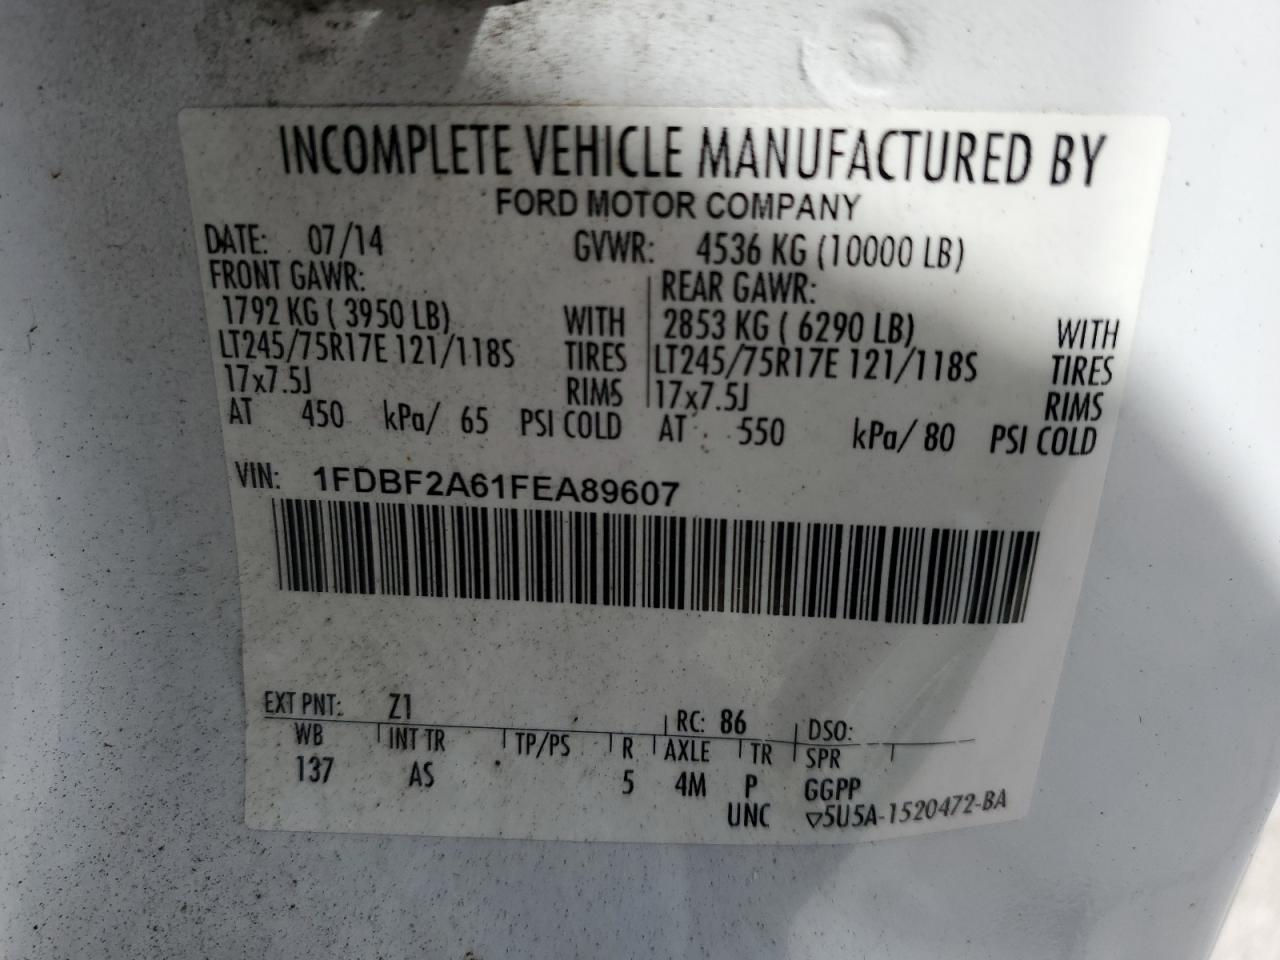 INCOMPLETE VEHICLE MANUFACTURED BY
FORD MOTOR COMPANY
DATE: 07/14 GVWR: 4536 KG (10000 LB)
FRONT GAWR: REAR GAWR:
1792 KG ( 3950 LB) WITH 2853 KG ( 6290 LB) WITH
LT245/75R17E 121/118S TIRES LT245/75R17E 121/118S TIRES
17x7.5J RIMS 17x7.5J RIMS
AT 450 kPa/ 65 PSI COLD AT 550 kPa/ 80 PSI COLD
VIN: 1FDBF2A61FEA89607
EXT PNT: Z1 RC: 86 DSO:
WB INT TR TP/PS R AXLE TR SPR
137 AS 5 4M P GGPP
UNC ▽5U5A-1520472-BA